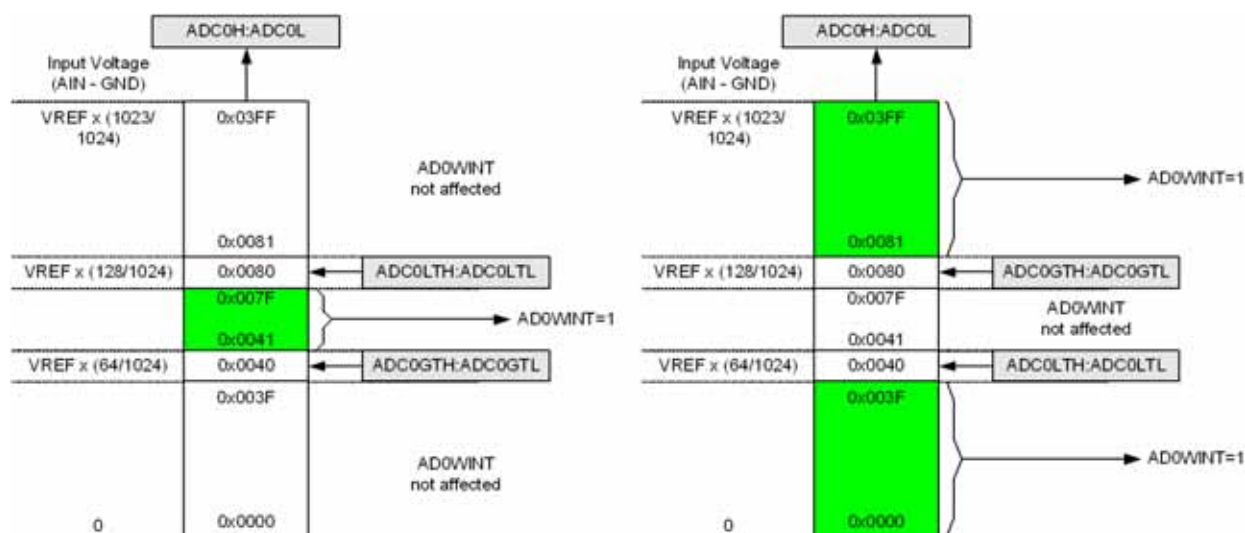 ADC0H:ADC0L
Input Voltage
(AIN - GND)
VREF x (1023/
1024)
0x03FF
AD0WINT
not affected
0x0081
VREF x (128/1024)
0x0080
ADC0LTH:ADC0LTL
0x007F
AD0WINT=1
0x0041
VREF x (64/1024)
0x0040
ADC0GTH:ADC0GTL
0x003F
AD0WINT
not affected
0
0x0000
ADC0H:ADC0L
Input Voltage
(AIN - GND)
VREF x (1023/
1024)
0x03FF
AD0WINT=1
0x0081
VREF x (128/1024)
0x0080
ADC0GTH:ADC0GTL
0x007F
AD0WINT
not affected
0x0041
VREF x (64/1024)
0x0040
ADC0LTH:ADC0LTL
0x003F
AD0WINT=1
0
0x0000